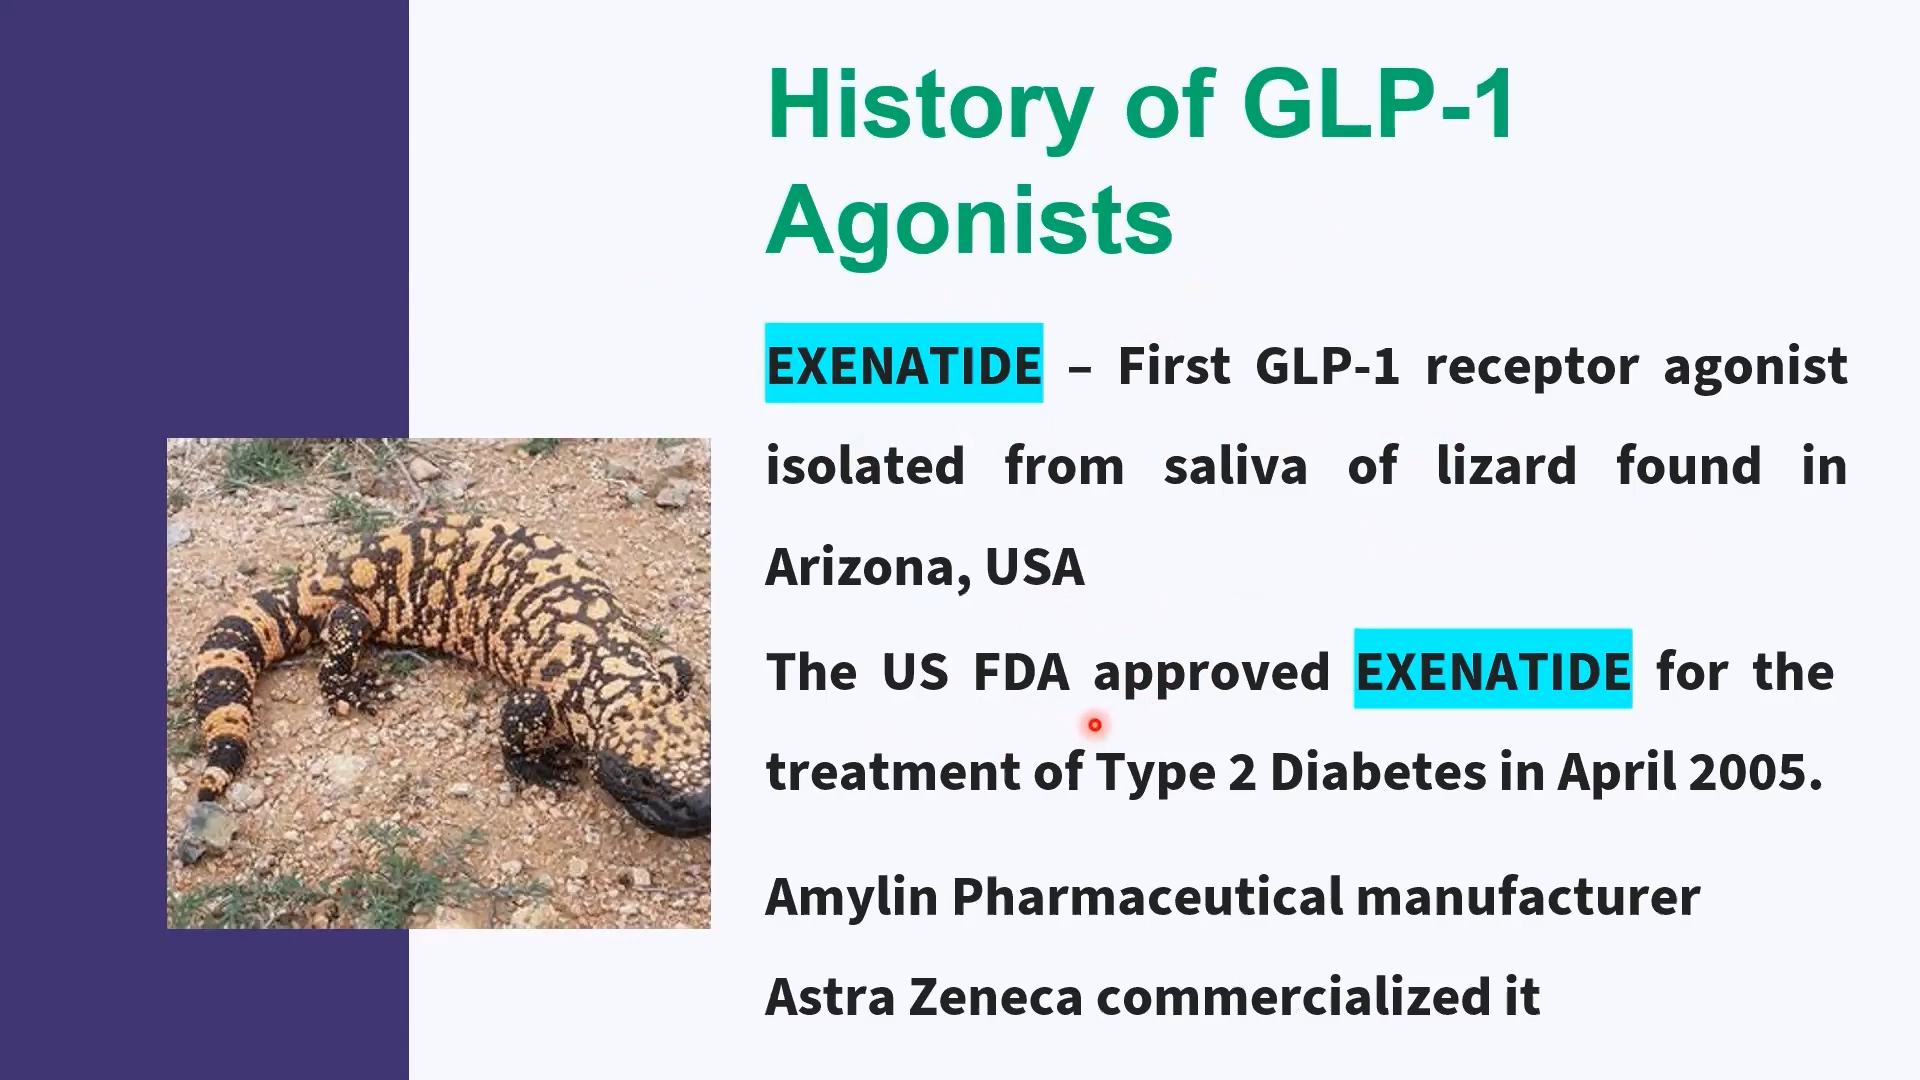 History of GLP-1
Agonists
EXENATIDE – First GLP-1 receptor agonist
isolated from saliva of lizard found in
Arizona, USA
The US FDA approved EXENATIDE for the
treatment of Type 2 Diabetes in April 2005.
Amylin Pharmaceutical manufacturer
Astra Zeneca commercialized it